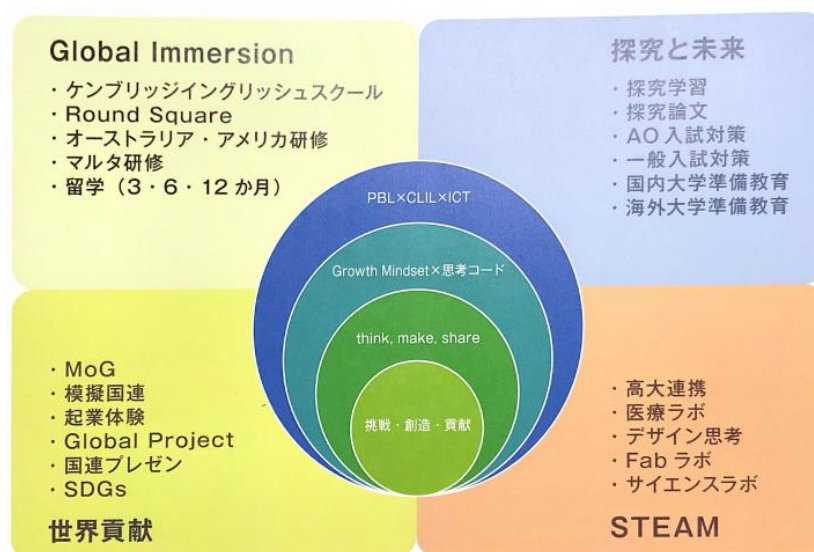 Global Immersion
・ケンブリッジイングリッシュスクール
・Round Square
・オーストラリア・アメリカ研修
・マルタ研修
・留学（3・6・12か月）
探究と未来
・探究学習
・探究論文
・AO入試対策
・一般入試対策
・国内大学準備教育
・海外大学準備教育
PBL×CLIL×ICT
Growth Mindset×思考コード
think, make, share
挑戦・創造・貢献
・MoG
・模擬国連
・起業体験
・Global Project
・国連プレゼン
・SDGs
世界貢献
・高大連携
・医療ラボ
・デザイン思考
・Fabラボ
・サイエンスラボ
STEAM